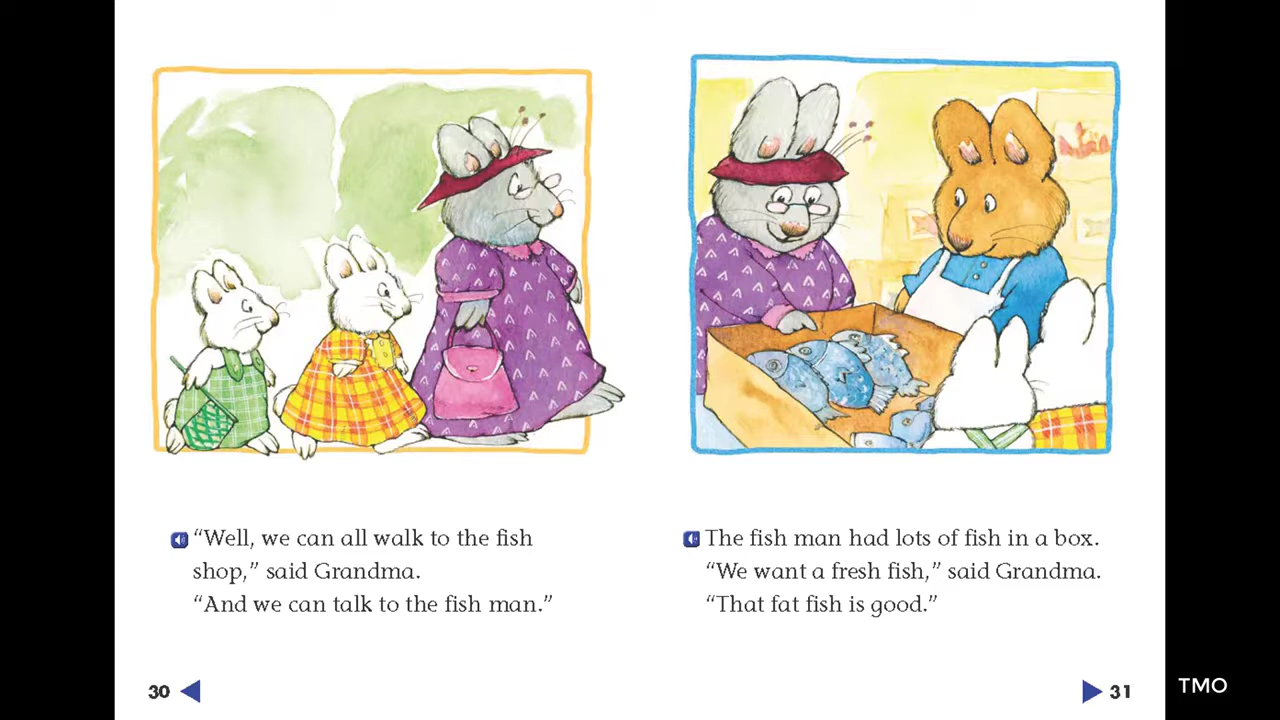 “Well, we can all walk to the fish
shop,” said Grandma.
“And we can talk to the fish man.”
30
The fish man had lots of fish in a box.
“We want a fresh fish,” said Grandma.
“That fat fish is good.”
31
TMO